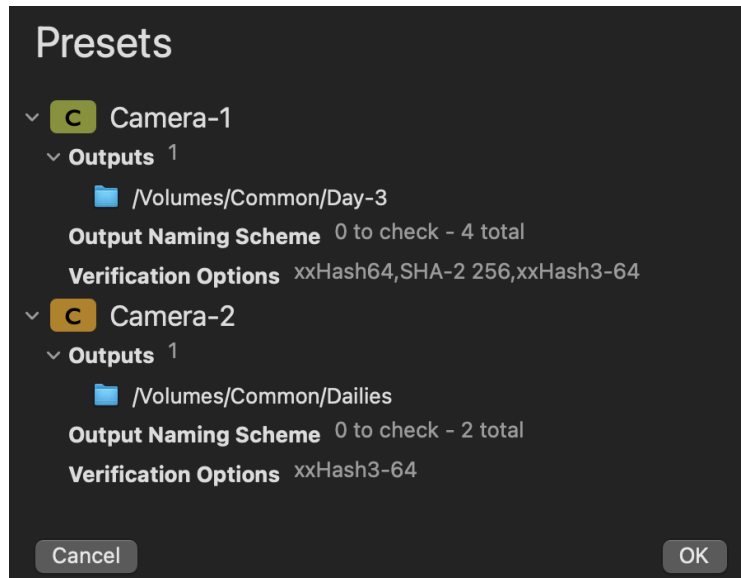 Presets
C Camera-1
Outputs 1
/Volumes/Common/Day-3
Output Naming Scheme 0 to check - 4 total
Verification Options xxHash64,SHA-2 256,xxHash3-64
C Camera-2
Outputs 1
/Volumes/Common/Dailies
Output Naming Scheme 0 to check - 2 total
Verification Options xxHash3-64
Cancel OK